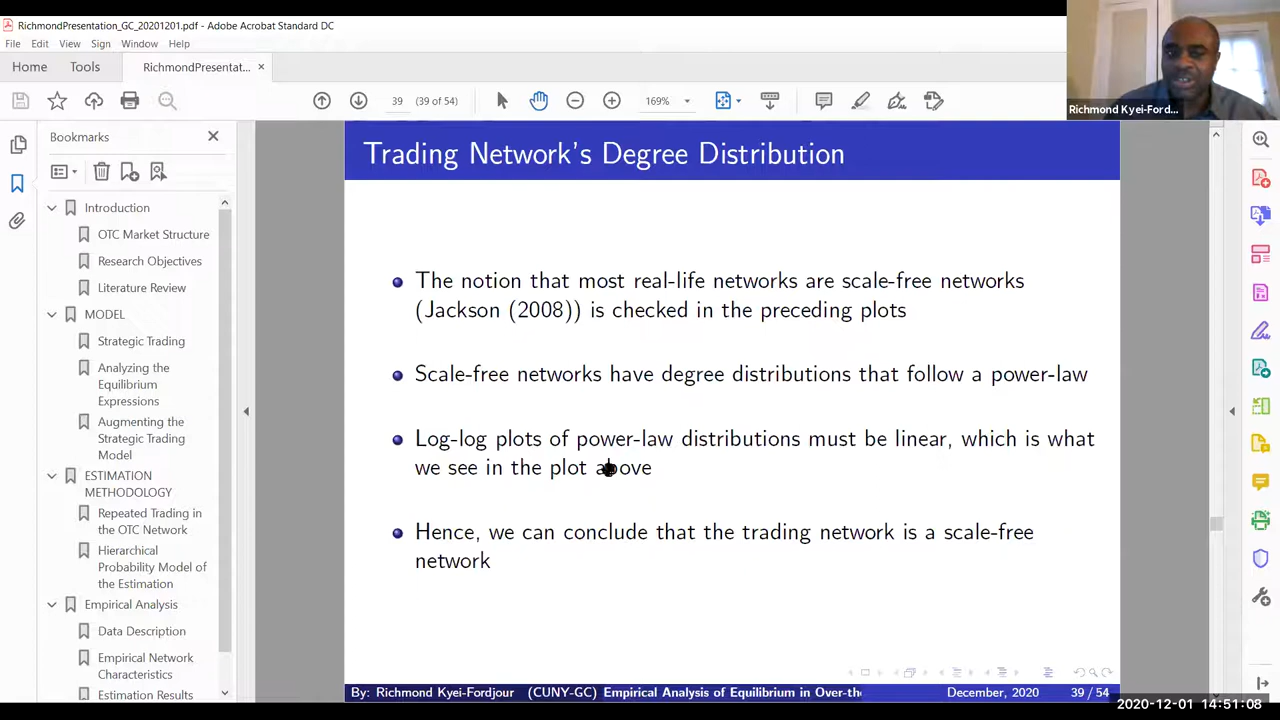 RichmondPresentation_GC_20201201.pdf - Adobe Acrobat Standard DC
File Edit View Sign Window Help
Home Tools RichmondPresentat... ×
39 (39 of 54) 169%
Richmond Kyei-Ford...
Bookmarks
Introduction
OTC Market Structure
Research Objectives
Literature Review
MODEL
Strategic Trading
Analyzing the
Equilibrium
Expressions
Augmenting the
Strategic Trading
Model
ESTIMATION
METHODOLOGY
Repeated Trading in
the OTC Network
Hierarchical
Probability Model of
the Estimation
Empirical Analysis
Data Description
Empirical Network
Characteristics
Estimation Results
Trading Network's Degree Distribution
The notion that most real-life networks are scale-free networks
(Jackson (2008)) is checked in the preceding plots
Scale-free networks have degree distributions that follow a power-law
Log-log plots of power-law distributions must be linear, which is what
we see in the plot above
Hence, we can conclude that the trading network is a scale-free
network
By: Richmond Kyei-Fordjour (CUNY-GC) Empirical Analysis of Equilibrium in Over-the December, 2020 39 / 54
2020-12-01 14:51:08